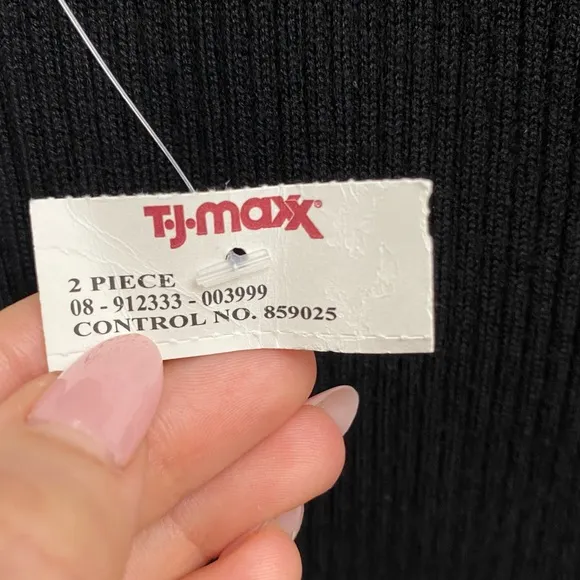 T·J·maxx®
2 PIECE
08 - 912333 - 003999
CONTROL NO. 859025